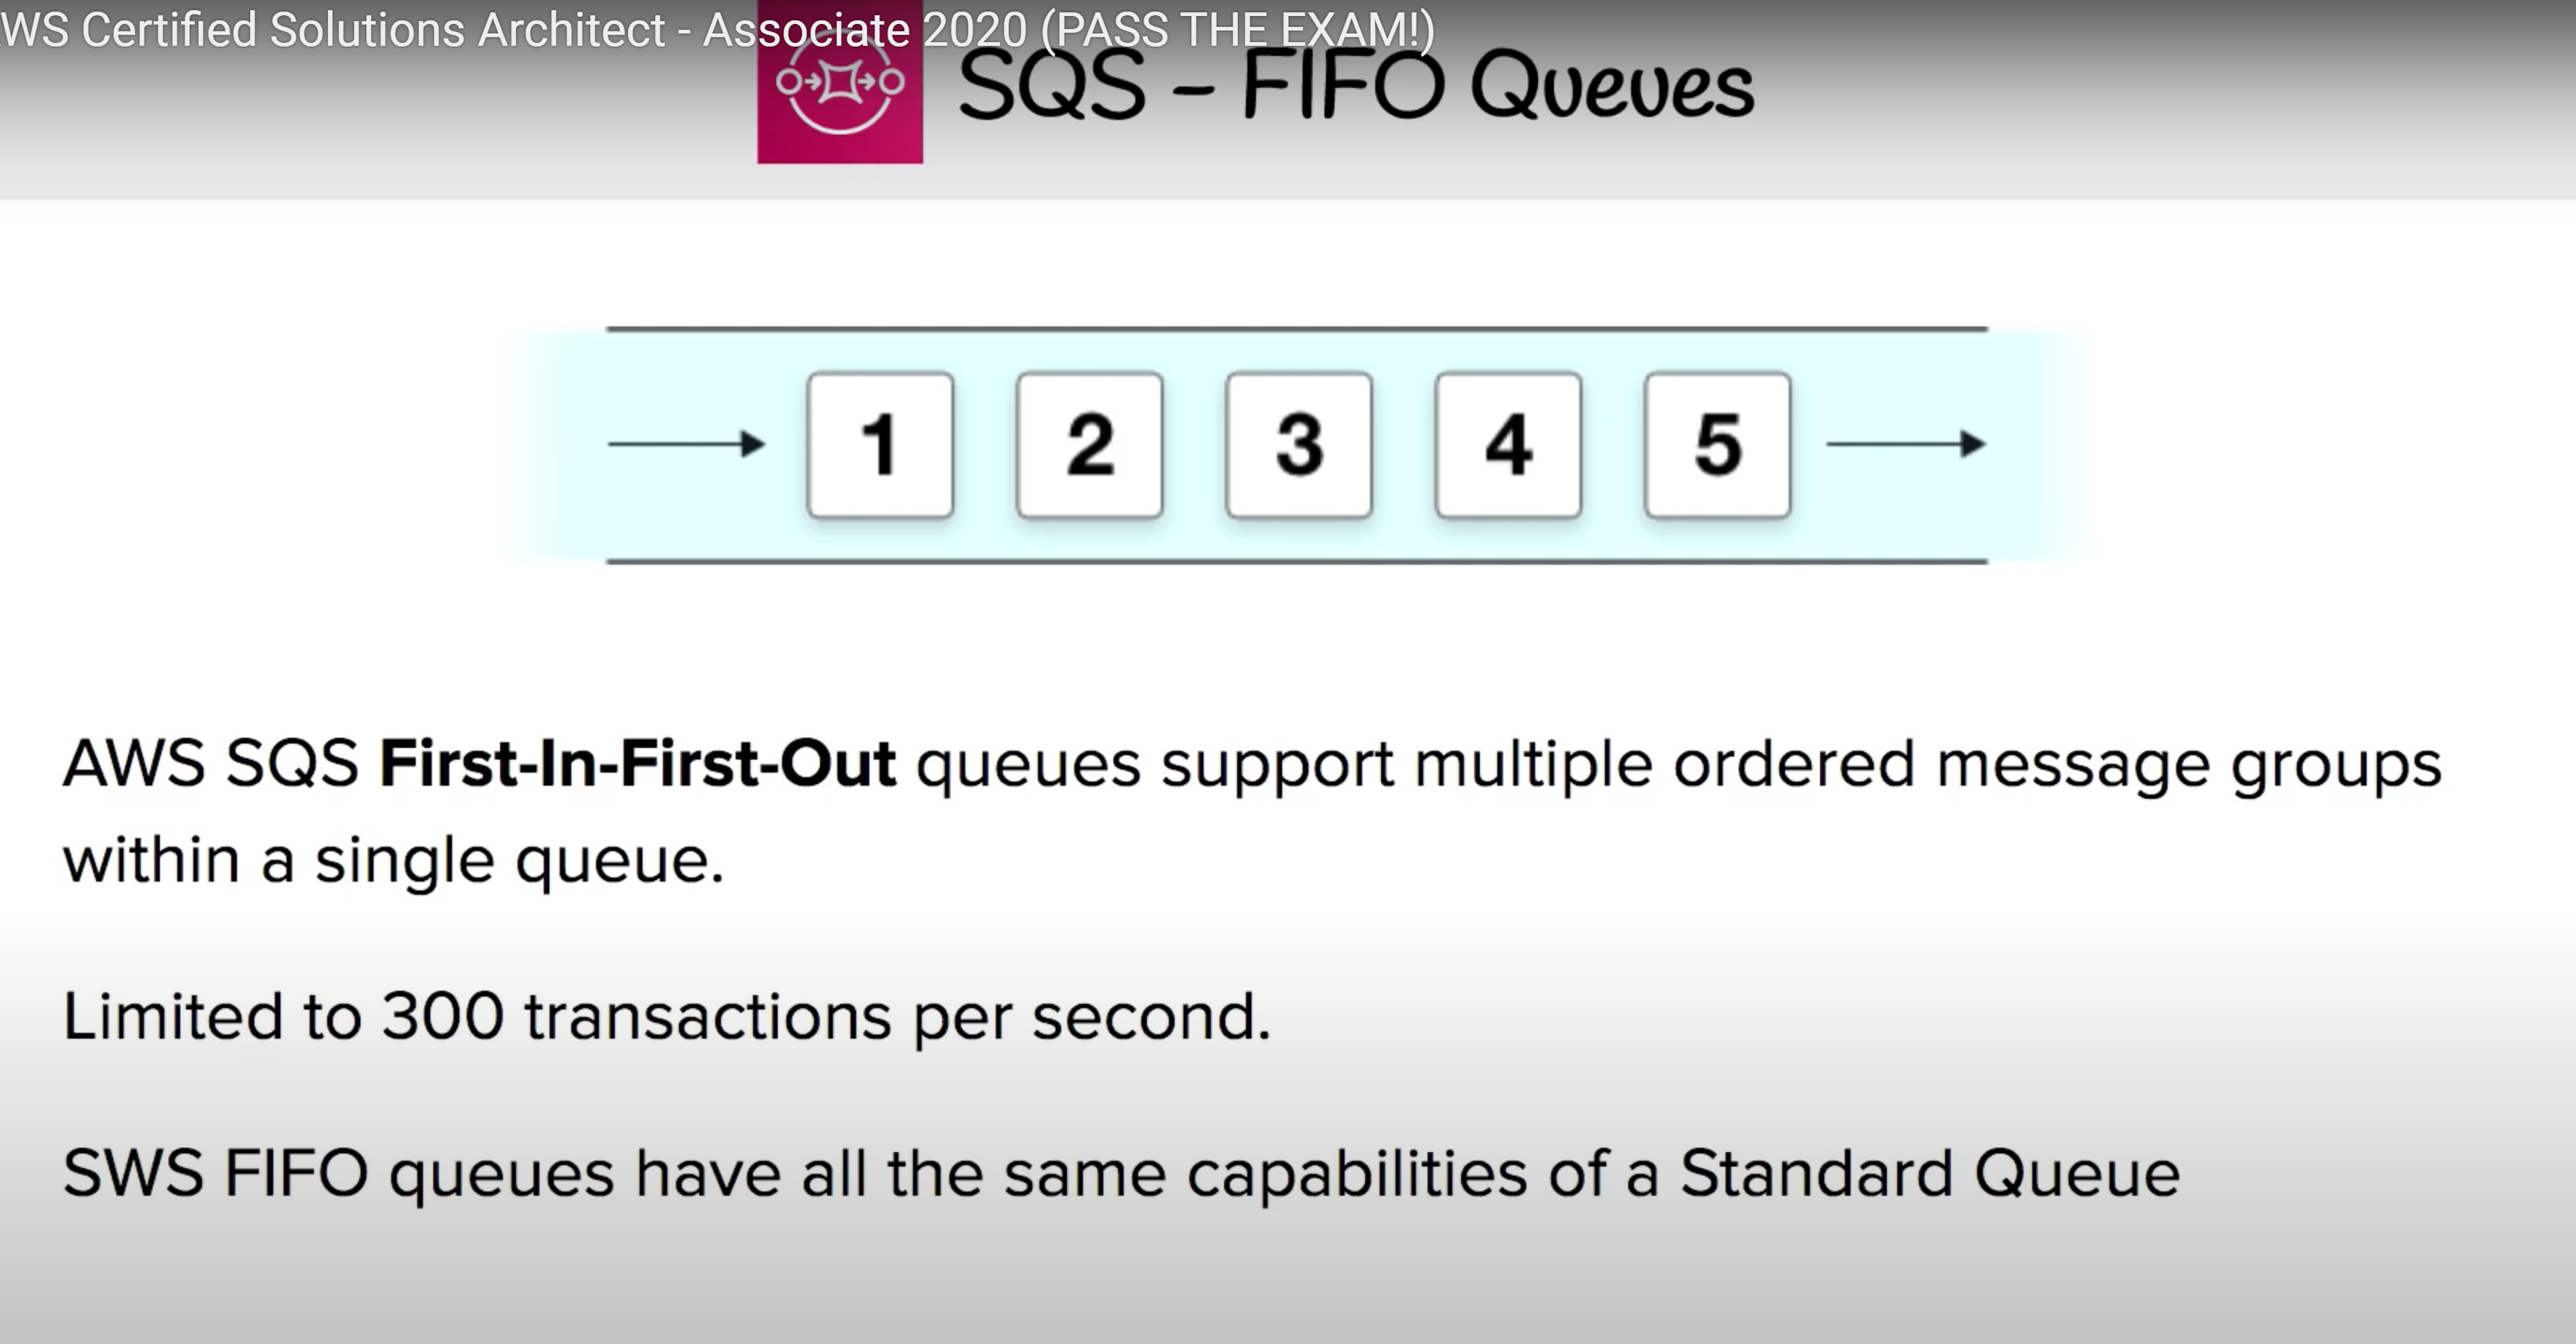 WS Certified Solutions Architect - Associate 2020 (PASS THE EXAM!)
SQS - FIFO Queues
1 2 3 4 5
AWS SQS First-In-First-Out queues support multiple ordered message groups
within a single queue.
Limited to 300 transactions per second.
SWS FIFO queues have all the same capabilities of a Standard Queue